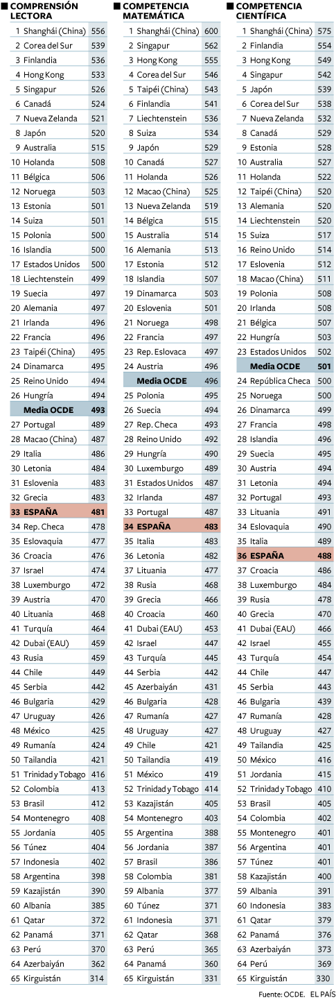 COMPRENSIÓN
LECTORA
1 Shanghái (China) 556
2 Corea del Sur 539
3 Finlandia 536
4 Hong Kong 533
5 Singapur 526
6 Canadá 524
7 Nueva Zelanda 521
8 Japón 520
9 Australia 515
10 Holanda 508
11 Bélgica 506
12 Noruega 503
13 Estonia 501
14 Suiza 501
15 Polonia 500
16 Islandia 500
17 Estados Unidos 500
18 Liechtenstein 499
19 Suecia 497
20 Alemania 497
21 Irlanda 496
22 Francia 496
23 Taipéi (China) 495
24 Dinamarca 495
25 Reino Unido 494
26 Hungría 494
Media OCDE 493
27 Portugal 489
28 Macao (China) 487
29 Italia 486
30 Letonia 484
31 Eslovenia 483
32 Grecia 483
33 ESPAÑA 481
34 Rep. Checa 478
35 Eslovaquia 477
36 Croacia 476
37 Israel 474
38 Luxemburgo 472
39 Austria 470
40 Lituania 468
41 Turquía 464
42 Dubai (EAU) 459
43 Rusia 459
44 Chile 449
45 Serbia 442
46 Bulgaria 429
47 Uruguay 426
48 México 425
49 Rumanía 424
50 Tailandia 421
51 Trinidad y Tobago 416
52 Colombia 413
53 Brasil 412
54 Montenegro 408
55 Jordania 405
56 Túnez 404
57 Indonesia 402
58 Argentina 398
59 Kazajistán 390
60 Albania 385
61 Qatar 372
62 Panamá 371
63 Perú 370
64 Azerbaiyán 362
65 Kirguistán 314
COMPETENCIA
MATEMÁTICA
1 Shanghái (China) 600
2 Singapur 562
3 Hong Kong 555
4 Corea del Sur 546
5 Taipéi (China) 543
6 Finlandia 541
7 Liechtenstein 536
8 Suiza 534
9 Japón 529
10 Canadá 527
11 Holanda 526
12 Macao (China) 525
13 Nueva Zelanda 519
14 Bélgica 515
15 Australia 514
16 Alemania 513
17 Estonia 512
18 Islandia 507
19 Dinamarca 503
20 Eslovenia 501
21 Noruega 498
22 Francia 497
23 Rep. Eslovaca 497
24 Austria 496
Media OCDE 496
25 Polonia 495
26 Suecia 494
27 Rep. Checa 493
28 Reino Unido 492
29 Hungría 490
30 Luxemburgo 489
31 Estados Unidos 487
32 Irlanda 487
33 Portugal 487
34 ESPAÑA 483
35 Italia 483
36 Letonia 482
37 Lituania 477
38 Rusia 468
39 Grecia 466
40 Croacia 460
41 Dubai (EAU) 453
42 Israel 447
43 Turquía 445
44 Serbia 442
45 Azerbaiyán 431
46 Bulgaria 428
47 Rumanía 427
48 Uruguay 427
49 Chile 421
50 Tailandia 419
51 México 419
52 Trinidad y Tobago 414
53 Kazajistán 405
54 Montenegro 403
55 Argentina 388
56 Jordania 387
57 Brasil 386
58 Colombia 381
59 Albania 377
60 Túnez 371
61 Indonesia 371
62 Qatar 368
63 Perú 365
64 Panamá 360
65 Kirguistán 331
COMPETENCIA
CIENTÍFICA
1 Shanghái (China) 575
2 Finlandia 554
3 Hong Kong 549
4 Singapur 542
5 Japón 539
6 Corea del Sur 538
7 Nueva Zelanda 532
8 Canadá 529
9 Estonia 528
10 Australia 527
11 Holanda 522
12 Taipéi (China) 520
13 Alemania 520
14 Liechtenstein 520
15 Suiza 517
16 Reino Unido 514
17 Eslovenia 512
18 Macao (China) 511
19 Polonia 508
20 Irlanda 508
21 Bélgica 507
22 Hungría 503
23 Estados Unidos 502
Media OCDE 501
24 República Checa 500
25 Noruega 500
26 Dinamarca 499
27 Francia 498
28 Islandia 496
29 Suecia 495
30 Austria 494
31 Letonia 494
32 Portugal 493
33 Lituania 491
34 Eslovaquia 490
35 Italia 489
36 ESPAÑA 488
37 Croacia 486
38 Luxemburgo 484
39 Rusia 478
40 Grecia 470
41 Dubai (EAU) 466
42 Israel 455
43 Turquía 454
44 Chile 447
45 Serbia 443
46 Bulgaria 439
47 Rumanía 428
48 Uruguay 427
49 Tailandia 425
50 México 416
51 Jordania 415
52 Trinidad y Tobago 410
53 Brasil 405
54 Colombia 402
55 Montenegro 401
56 Argentina 401
57 Túnez 401
58 Kazajistán 400
59 Albania 391
60 Indonesia 383
61 Qatar 379
62 Panamá 376
63 Azerbaiyán 373
64 Perú 369
65 Kirguistán 330
Fuente: OCDE. EL PAÍS